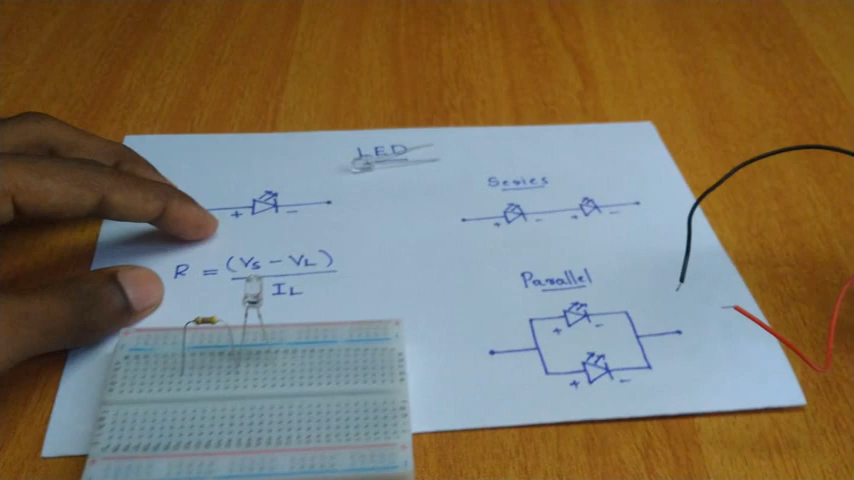 LED
+ -
R = (VS - VL)
IL
Series
+ - + -
Parallel
+ -
+ -